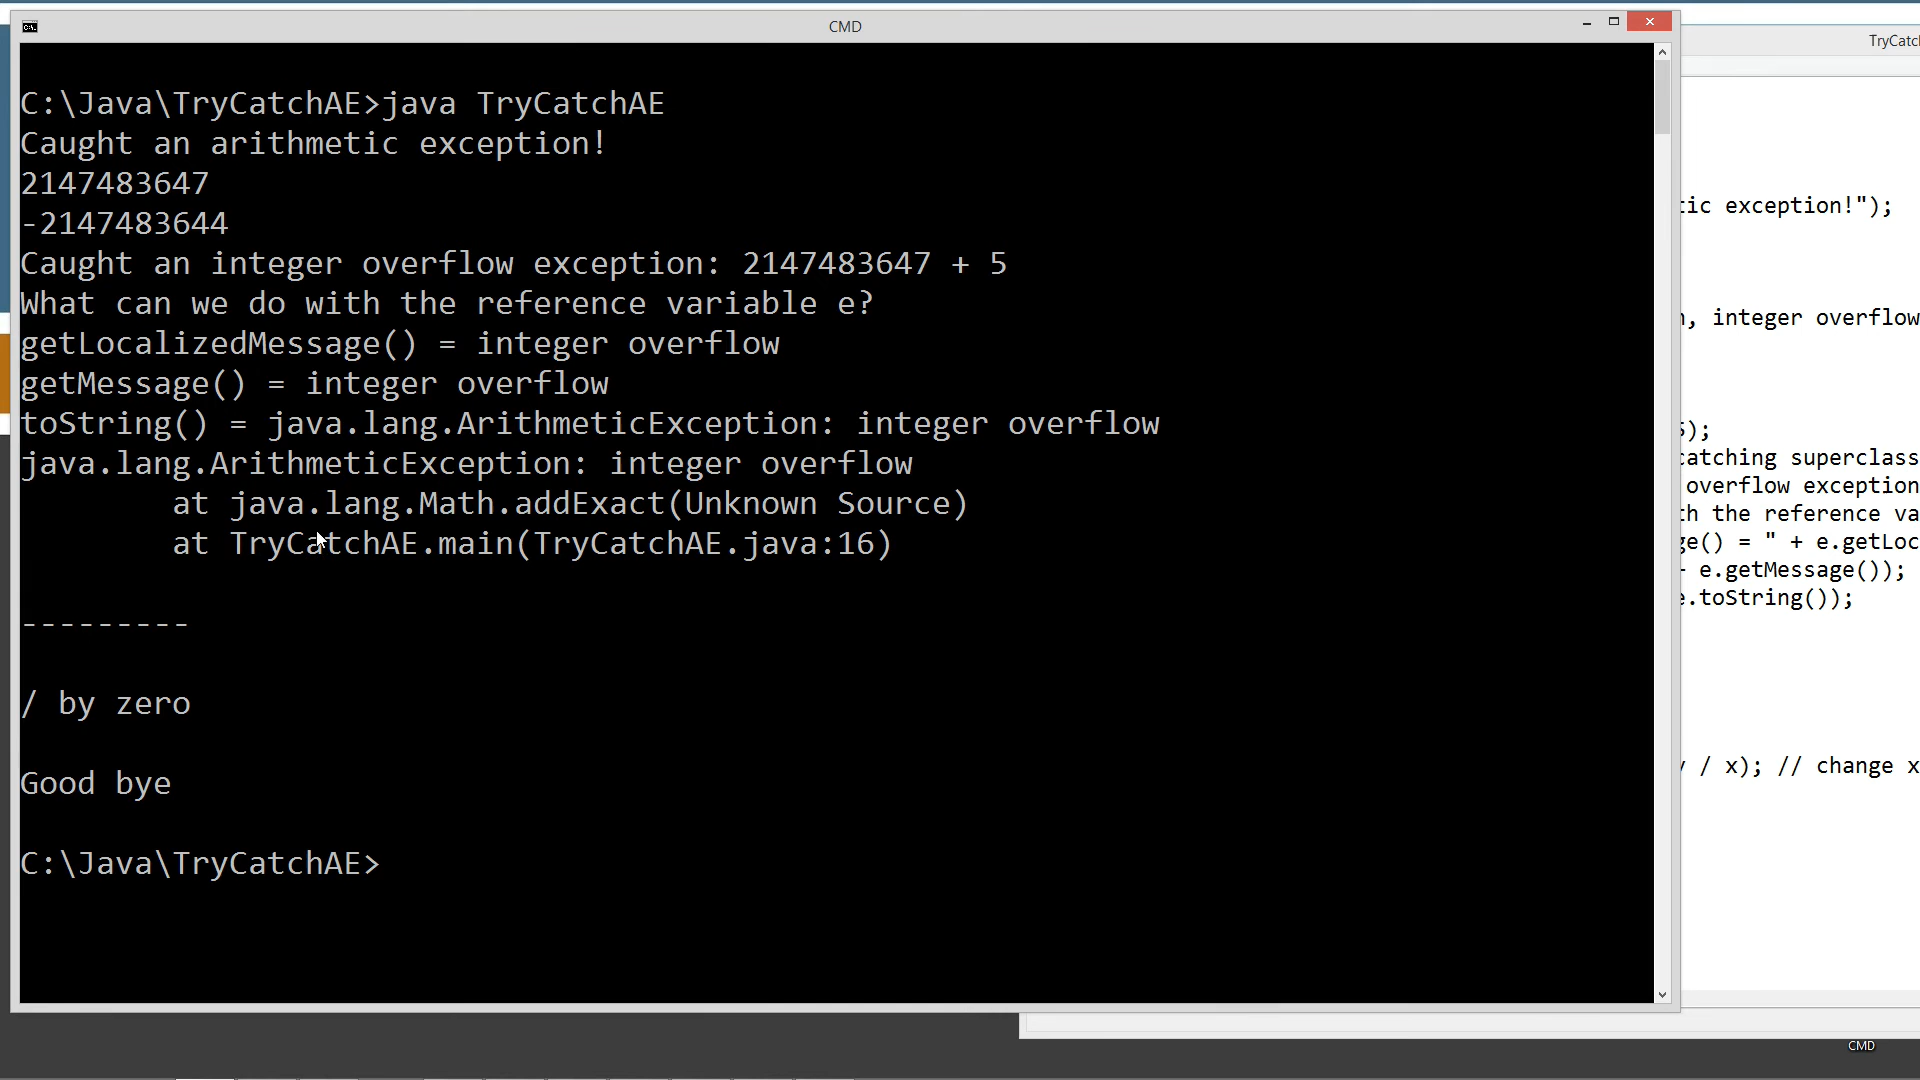 CMD
C:\Java\TryCatchAE>java TryCatchAE
Caught an arithmetic exception!
2147483647
-2147483644
Caught an integer overflow exception: 2147483647 + 5
What can we do with the reference variable e?
getLocalizedMessage() = integer overflow
getMessage() = integer overflow
toString() = java.lang.ArithmeticException: integer overflow
java.lang.ArithmeticException: integer overflow
at java.lang.Math.addExact(Unknown Source)
at TryCatchAE.main(TryCatchAE.java:16)
---------
/ by zero
Good bye
C:\Java\TryCatchAE>
TryCatc
tic exception!");
, integer overflow
);
catching superclass
overflow exception
th the reference va
ge() = " + e.getLoc
e.getMessage());
e.toString());
/ x); // change x
CMD